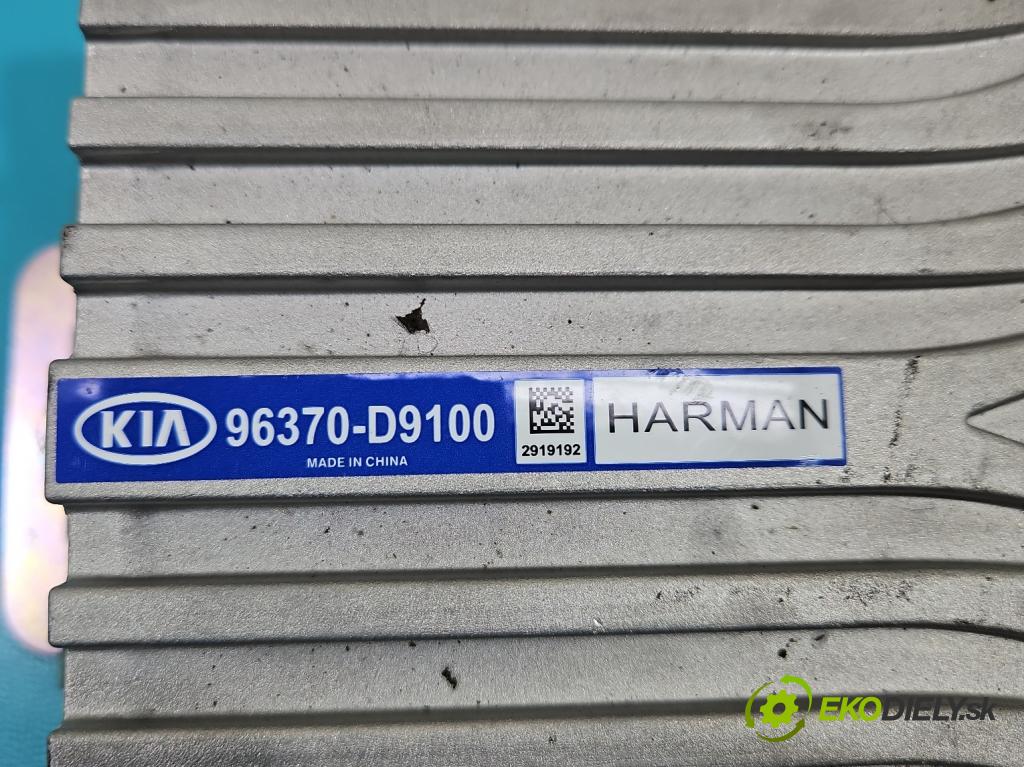 KIA 96370-D9100
MADE IN CHINA
2919192
HARMAN
EKODIELY.sk